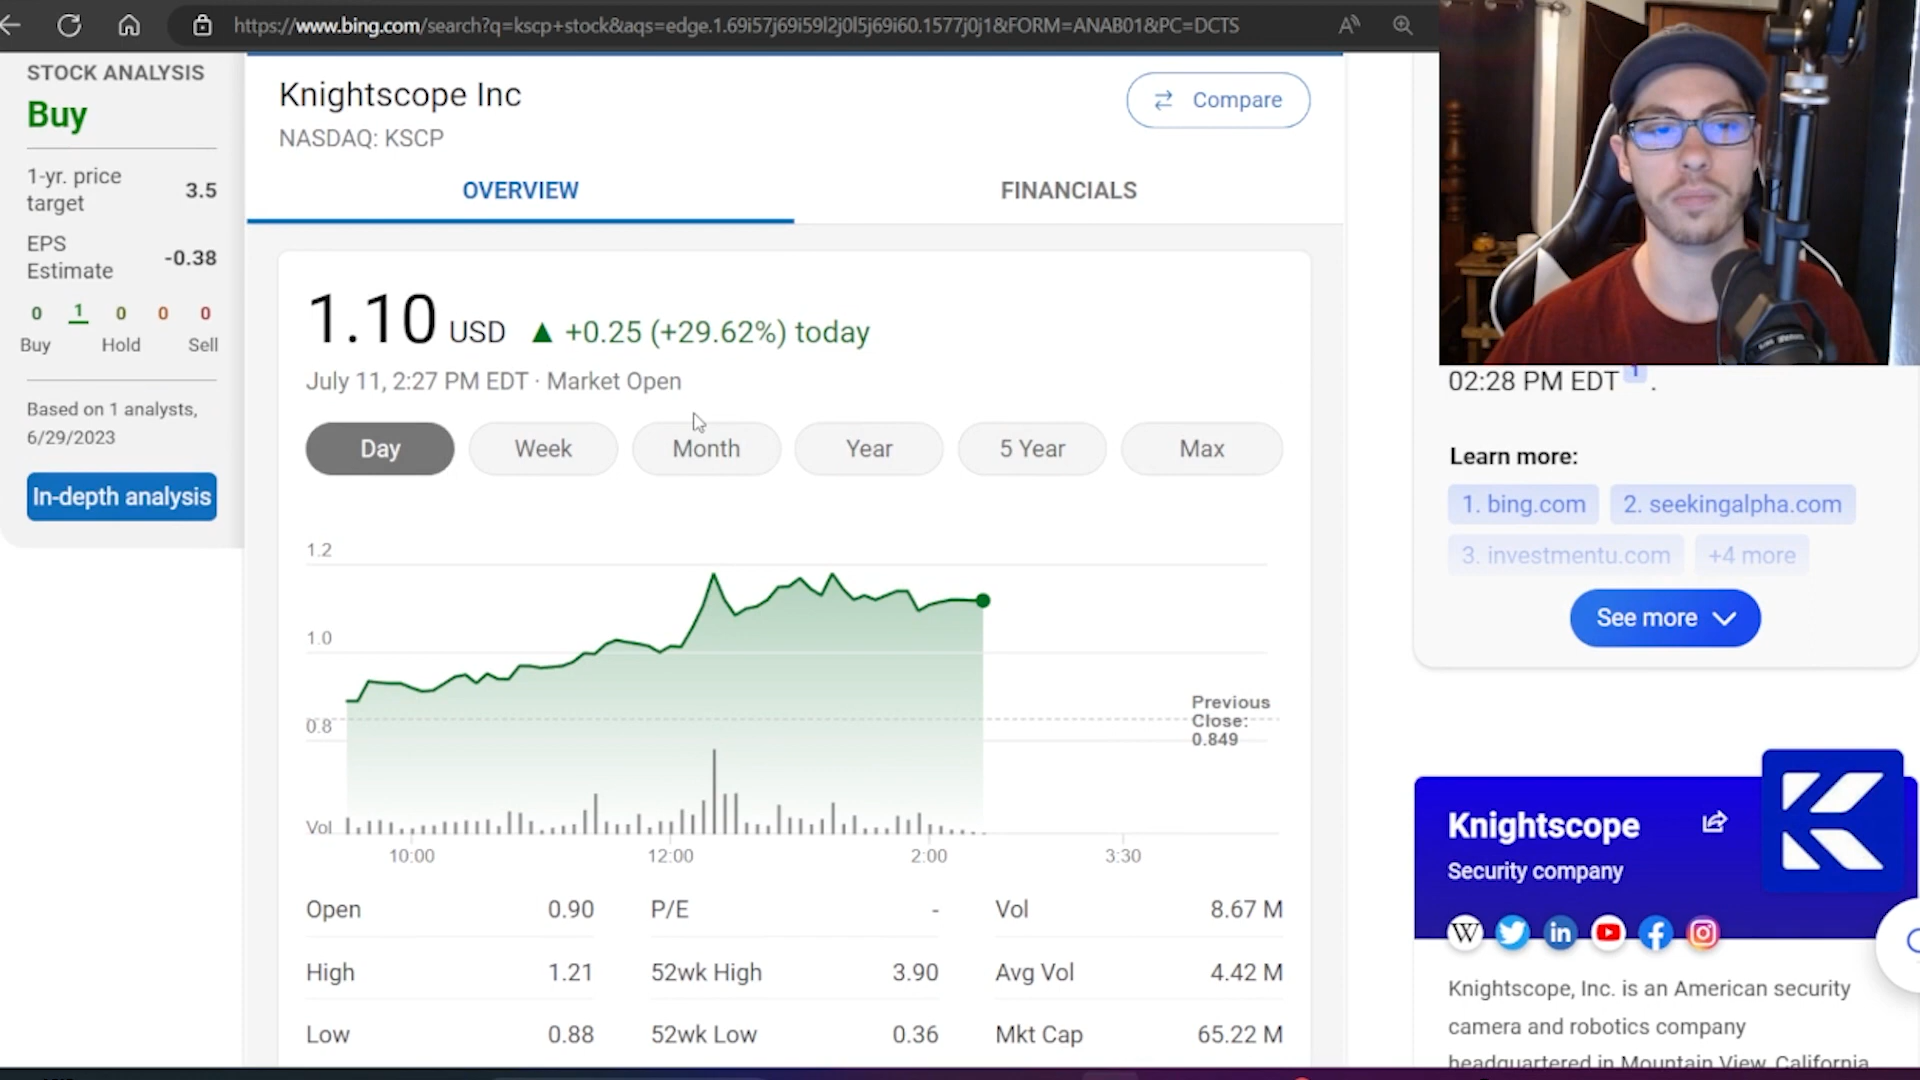 https://www.bing.com/search?q=kscp+stock&aqs=edge.1.69i57j69i59l2j0l5j69i60.1577j0j1&FORM=ANAB01&PC=DCTS
STOCK ANALYSIS
Buy
1-yr. price
target
3.5
EPS
Estimate
-0.38
0 1 0 0 0
Buy Hold Sell
Based on 1 analysts,
6/29/2023
In-depth analysis
Knightscope Inc
NASDAQ: KSCP
Compare
OVERVIEW FINANCIALS
1.10 USD ▲ +0.25 (+29.62%) today
July 11, 2:27 PM EDT · Market Open
Day Week Month Year 5 Year Max
1.2
1.0
0.8
Previous
Close:
0.849
Vol
10:00 12:00 2:00 3:30
Open 0.90 P/E - Vol 8.67 M
High 1.21 52wk High 3.90 Avg Vol 4.42 M
Low 0.88 52wk Low 0.36 Mkt Cap 65.22 M
02:28 PM EDT 1 .
Learn more:
1. bing.com 2. seekingalpha.com
3. investmentu.com +4 more
See more
Knightscope
Security company
Knightscope, Inc. is an American security
camera and robotics company
headquartered in Mountain View, California